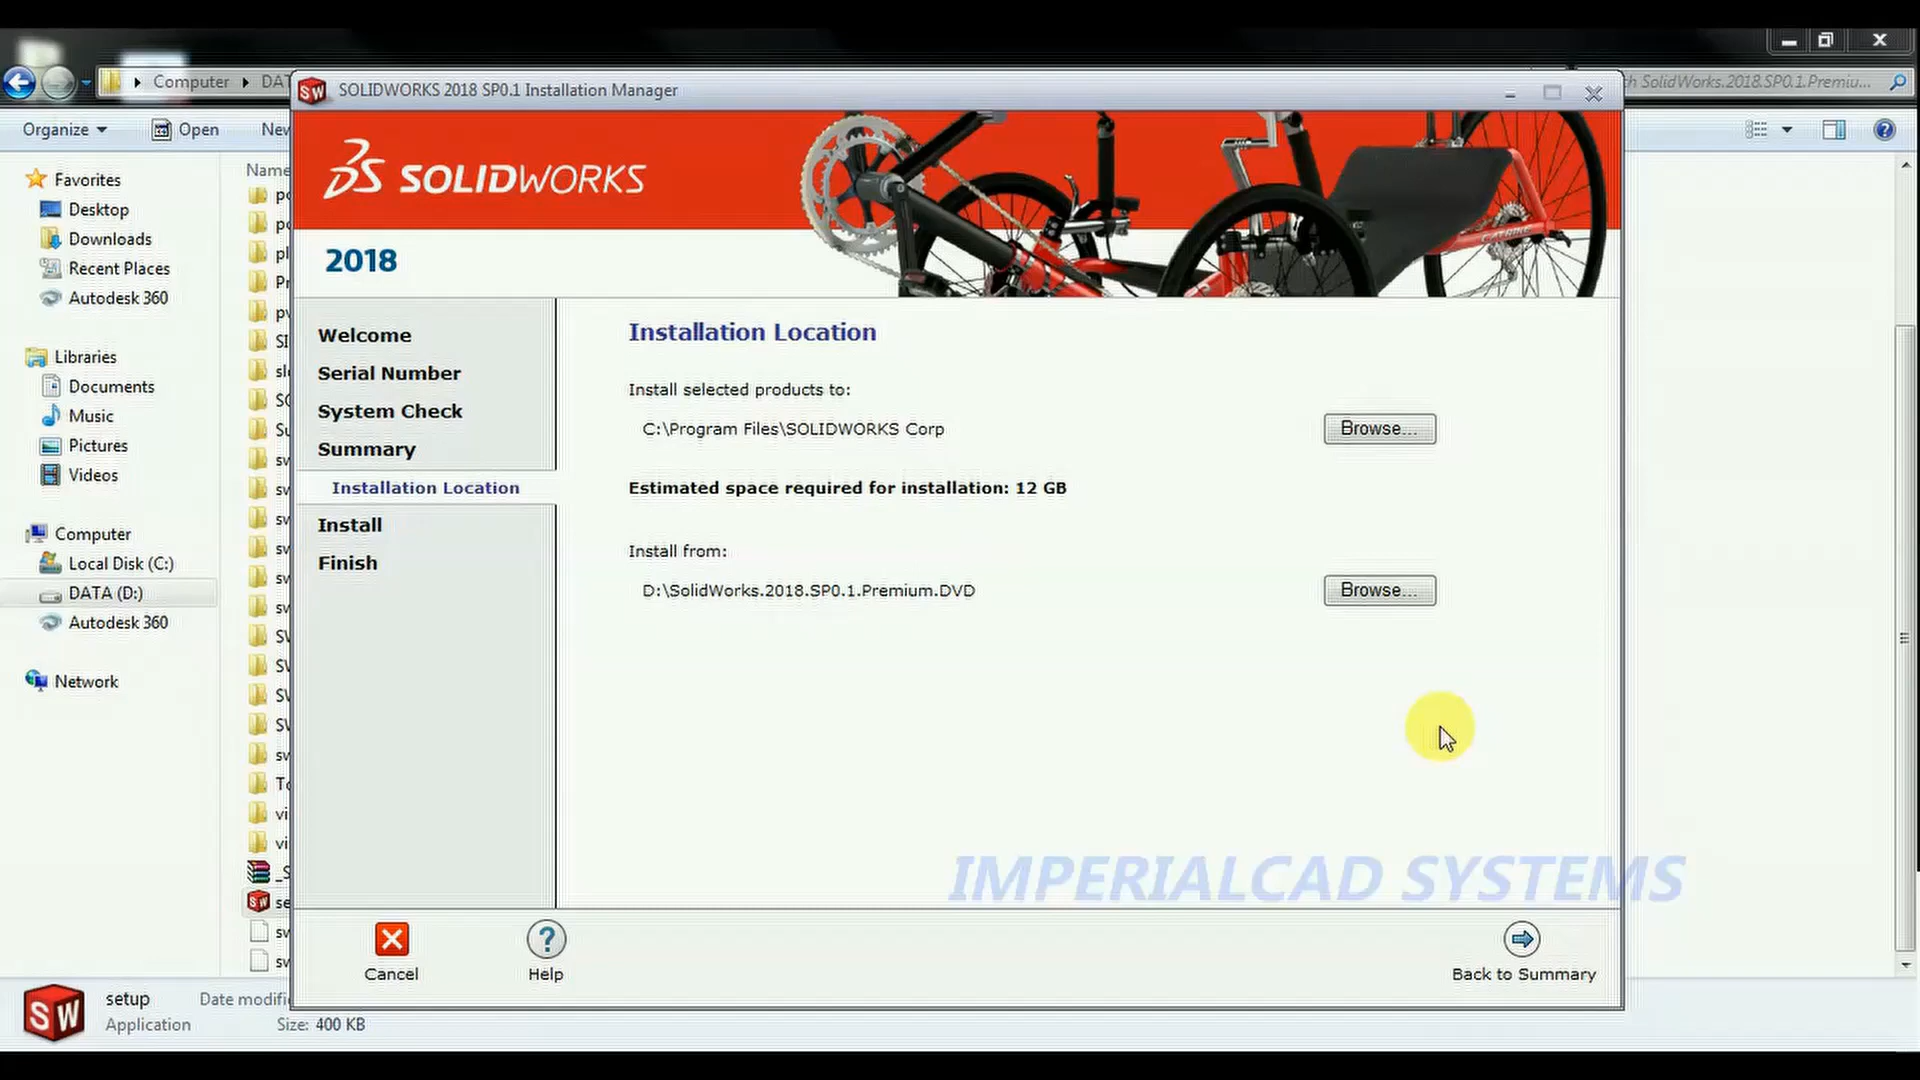 Computer
SolidWorks.2018.SP0.1.Premiu...
SOLIDWORKS 2018 SP0.1 Installation Manager
Organize
Open
SOLIDWORKS
2018
Name
Favorites
Desktop
Downloads
Recent Places
Autodesk 360
Libraries
Documents
Music
Pictures
Videos
Computer
Local Disk (C:)
DATA (D:)
Autodesk 360
Network
Welcome
Serial Number
System Check
Summary
Installation Location
Install
Finish
Installation Location
Install selected products to:
C:\Program Files\SOLIDWORKS Corp
Browse...
Estimated space required for installation: 12 GB
Install from:
D:\SolidWorks.2018.SP0.1.Premium.DVD
Browse...
IMPERIALCAD SYSTEMS
Cancel
Help
Back to Summary
setup
Date modifi
Application
Size: 400 KB